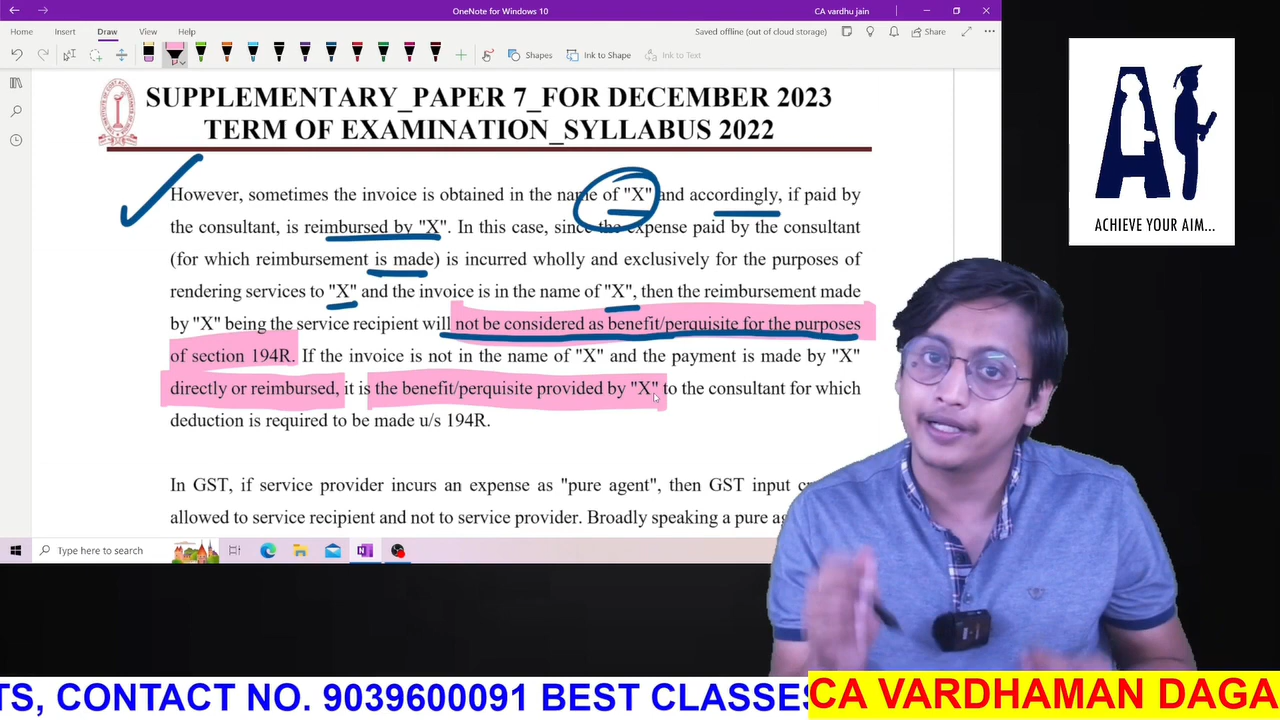 OneNote for Windows 10
CA vardhu jain
Home
Insert
Draw
View
Help
Syllabus
Saved offline (out of cloud storage)
Share
Shapes
Ink to Shape
Ink to Text
SUPPLEMENTARY_PAPER 7_FOR DECEMBER 2023
TERM OF EXAMINATION_SYLLABUS 2022
However, sometimes the invoice is obtained in the name of "X" and accordingly, if paid by
the consultant, is reimbursed by "X". In this case, since the expense paid by the consultant
(for which reimbursement is made) is incurred wholly and exclusively for the purposes of
rendering services to "X" and the invoice is in the name of "X", then the reimbursement made
by "X" being the service recipient will not be considered as benefit/perquisite for the purposes
of section 194R. If the invoice is not in the name of "X" and the payment is made by "X"
directly or reimbursed, it is the benefit/perquisite provided by "X" to the consultant for which
deduction is required to be made u/s 194R.
In GST, if service provider incurs an expense as "pure agent", then GST input
allowed to service recipient and not to service provider. Broadly speaking a pure
Type here to search
A
ACHIEVE YOUR AIM...
TS, CONTACT NO. 9039600091 BEST CLASSES
CA VARDHAMAN DAGA